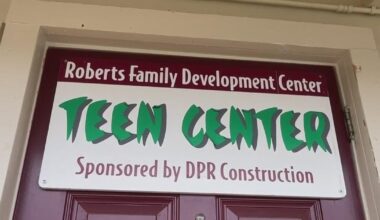 Roberts Family Development Center
TEEN CENTER
Sponsored by DPR Construction